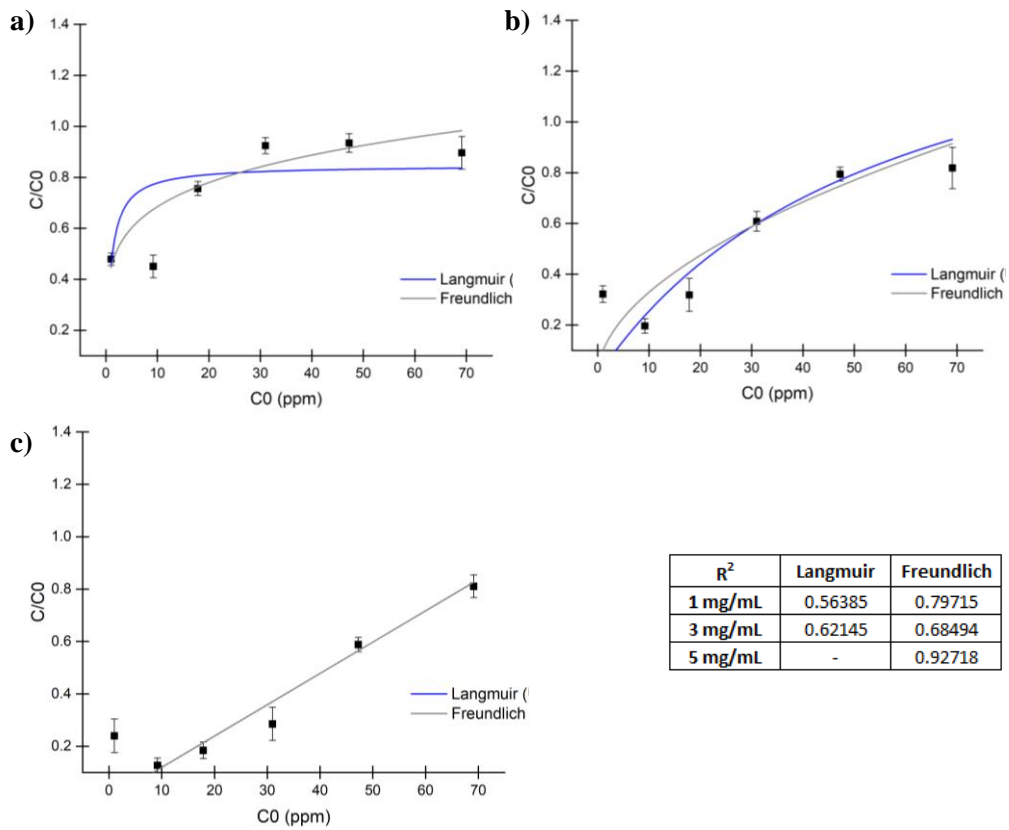 a)
1.4
1.2
1.0
0.8
0.6
0.4
0.2
C/C0
Langmuir (
Freundlich
0 10 20 30 40 50 60 70
C0 (ppm)
b)
1.4
1.2
1.0
0.8
0.6
0.4
0.2
C/C0
Langmuir (
Freundlich
0 10 20 30 40 50 60 70
C0 (ppm)
c)
1.4
1.2
1.0
0.8
0.6
0.4
0.2
C/C0
Langmuir (
Freundlich
0 10 20 30 40 50 60 70
C0 (ppm)
R² Langmuir Freundlich
1 mg/mL 0.56385 0.79715
3 mg/mL 0.62145 0.68494
5 mg/mL - 0.92718